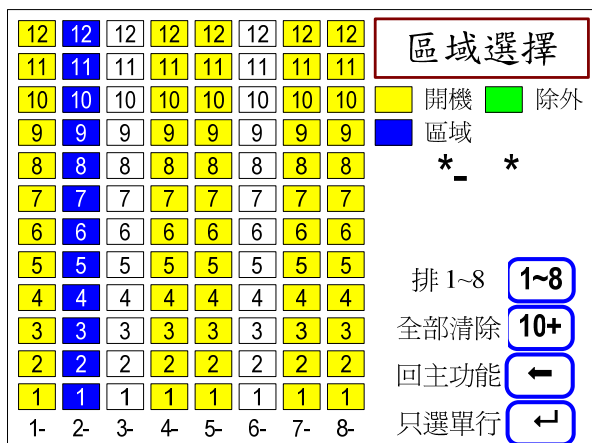 12 12 12 12 12 12 12 12
11 11 11 11 11 11 11 11
10 10 10 10 10 10 10 10
9 9 9 9 9 9 9 9
8 8 8 8 8 8 8 8
7 7 7 7 7 7 7 7
6 6 6 6 6 6 6 6
5 5 5 5 5 5 5 5
4 4 4 4 4 4 4 4
3 3 3 3 3 3 3 3
2 2 2 2 2 2 2 2
1 1 1 1 1 1 1 1
1- 2- 3- 4- 5- 6- 7- 8-
區域選擇
開機 除外
區域
*- *
排1~8 1~8
全部清除 10+
回主功能 ←
只選單行 ↵